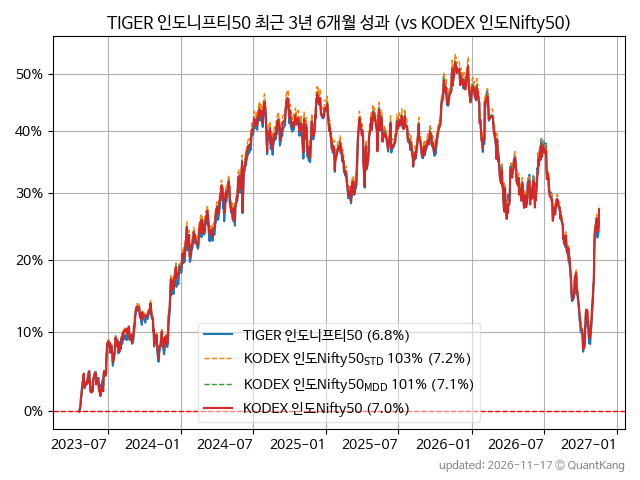 TIGER 인도니프티50 최근 3년 6개월 성과 (vs KODEX 인도Nifty50)
50%
40%
30%
20%
10%
0%
TIGER 인도니프티50 (6.8%)
KODEX 인도Nifty50STD 103% (7.2%)
KODEX 인도Nifty50MDD 101% (7.1%)
KODEX 인도Nifty50 (7.0%)
2023-07 2024-01 2024-07 2025-01 2025-07 2026-01 2026-07 2027-01
updated: 2026-11-17 © QuantKang